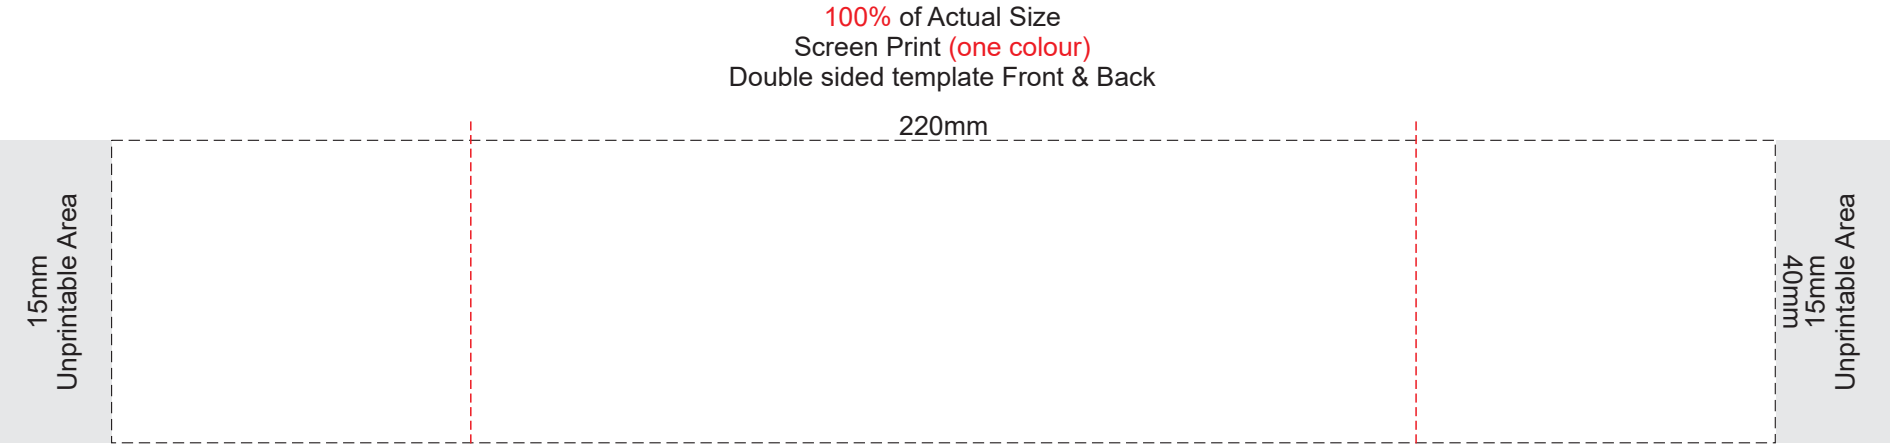 100% of Actual Size
Screen Print (one colour)
Double sided template Front & Back
220mm
15mm
Unprintable Area
40mm
15mm
Unprintable Area